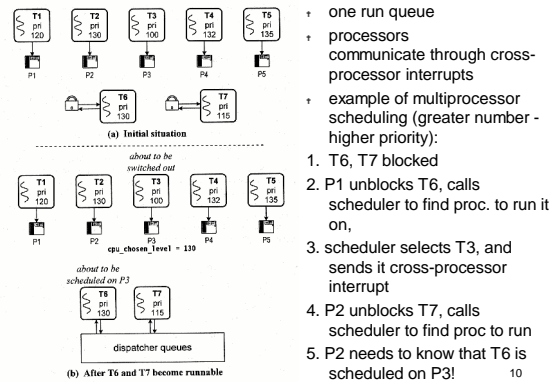 T1 T2 T3 T4 T5
pri pri pri pri pri
120 130 100 132 135
P1 P2 P3 P4 P5
T6 T7
pri pri
130 115
(a) Initial situation
about to be
switched out
T1 T2 T3 T4 T5
pri pri pri pri pri
120 130 100 132 135
P1 P2 P3 P4 P5
cpu_chosen_level = 130
about to be
scheduled on P3
T6 T7
pri pri
130 115
dispatcher queues
(b) After T6 and T7 become runnable
† one run queue
† processors
communicate through cross-
processor interrupts
† example of multiprocessor
scheduling (greater number -
higher priority):
1. T6, T7 blocked
2. P1 unblocks T6, calls
scheduler to find proc. to run it
on,
3. scheduler selects T3, and
sends it cross-processor
interrupt
4. P2 unblocks T7, calls
scheduler to find proc to run
5. P2 needs to know that T6 is
scheduled on P3!
10